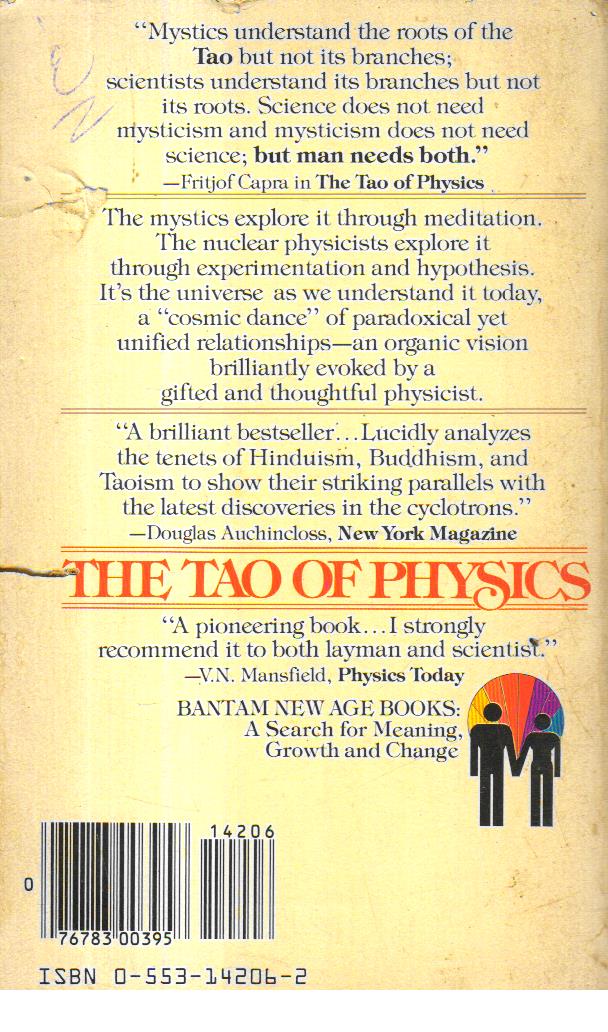 “Mystics understand the roots of the
Tao but not its branches;
scientists understand its branches but not
its roots. Science does not need
mysticism and mysticism does not need
science; but man needs both.”
—Fritjof Capra in The Tao of Physics
The mystics explore it through meditation.
The nuclear physicists explore it
through experimentation and hypothesis.
It’s the universe as we understand it today,
a “cosmic dance” of paradoxical yet
unified relationships—an organic vision
brilliantly evoked by a
gifted and thoughtful physicist.
“A brilliant bestseller...Lucidly analyzes
the tenets of Hinduism, Buddhism, and
Taoism to show their striking parallels with
the latest discoveries in the cyclotrons.”
—Douglas Auchincloss, New York Magazine
THE TAO OF PHYSICS
“A pioneering book...I strongly
recommend it to both layman and scientist.”
—V.N. Mansfield, Physics Today
BANTAM NEW AGE BOOKS:
A Search for Meaning,
Growth and Change
14206
0
76783 00395
ISBN 0-553-14206-2